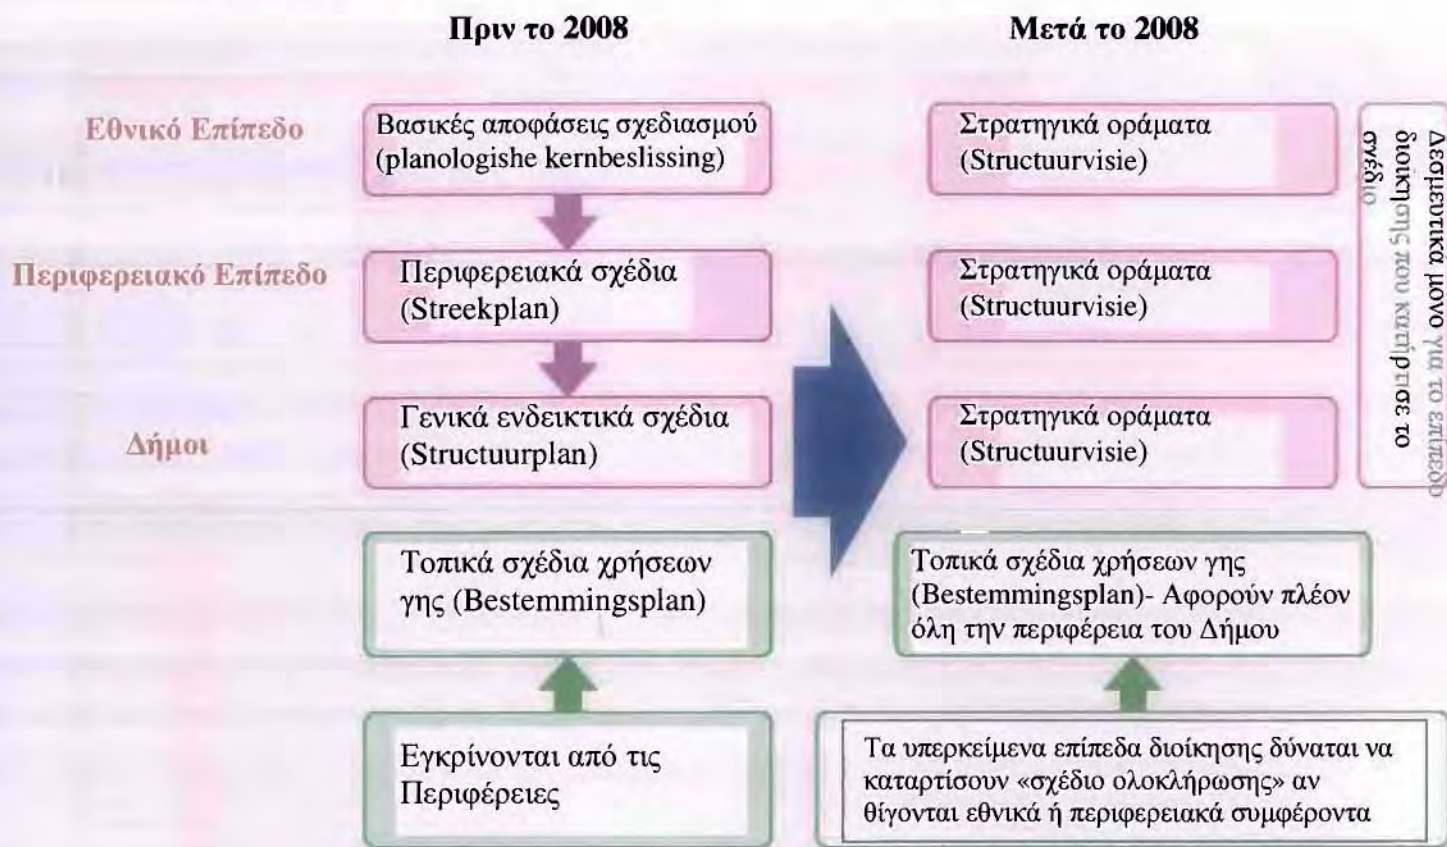 Πριν το 2008
Μετά το 2008
Εθνικό Επίπεδο
Βασικές αποφάσεις σχεδιασμού
(planologishe kernbeslissing)
Στρατηγικά οράματα
(Structuurvisie)
Περιφερειακό Επίπεδο
Περιφερειακά σχέδια
(Streekplan)
Στρατηγικά οράματα
(Structuurvisie)
Δήμοι
Γενικά ενδεικτικά σχέδια
(Structuurplan)
Στρατηγικά οράματα
(Structuurvisie)
Δεσμευτικά μονο για το επίπεδο
διοίκησης που κατάρτισε το
σχέδιο
Τοπικά σχέδια χρήσεων
γης (Bestemmingsplan)
Τοπικά σχέδια χρήσεων γης
(Bestemmingsplan)- Αφορούν πλέον
όλη την περιφέρεια του Δήμου
Εγκρίνονται από τις
Περιφέρειες
Τα υπερκείμενα επίπεδα διοίκησης δύναται να
καταρτίσουν «σχέδιο ολοκλήρωσης» αν
θίγονται εθνικά ή περιφερειακά συμφέροντα